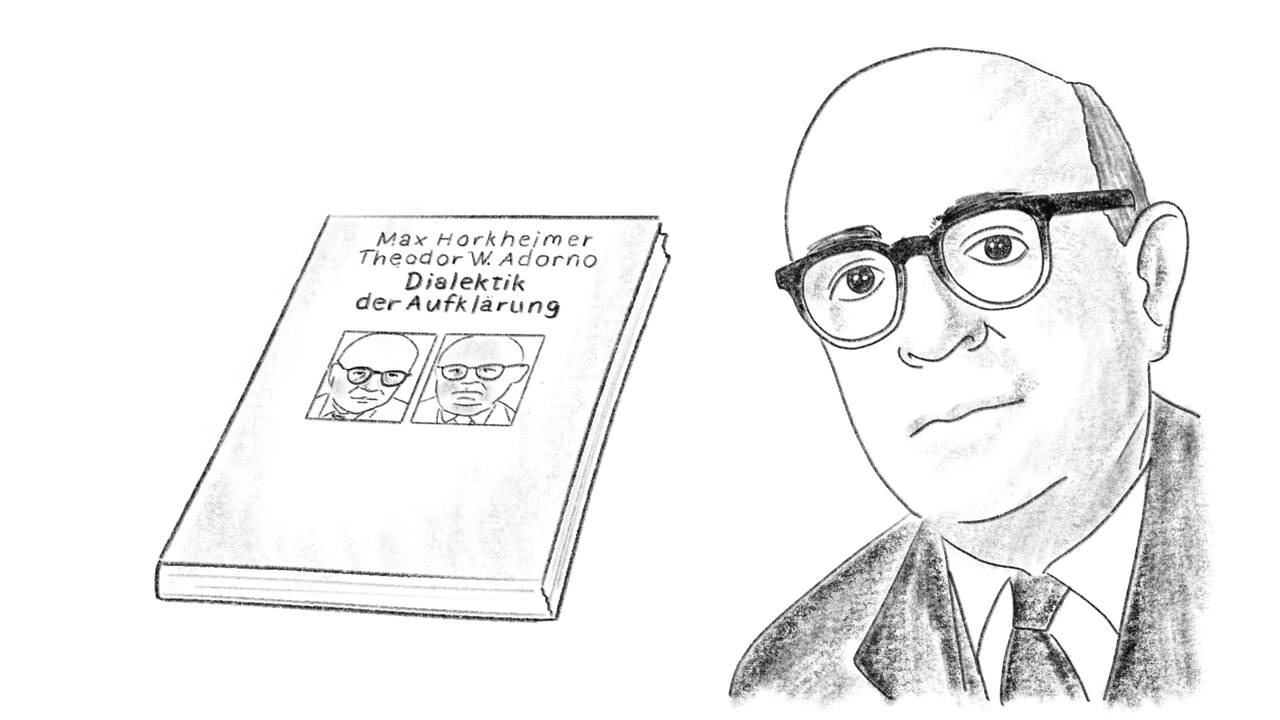 Max Horkheimer
Theodor W. Adorno
Dialektik
der Aufklärung